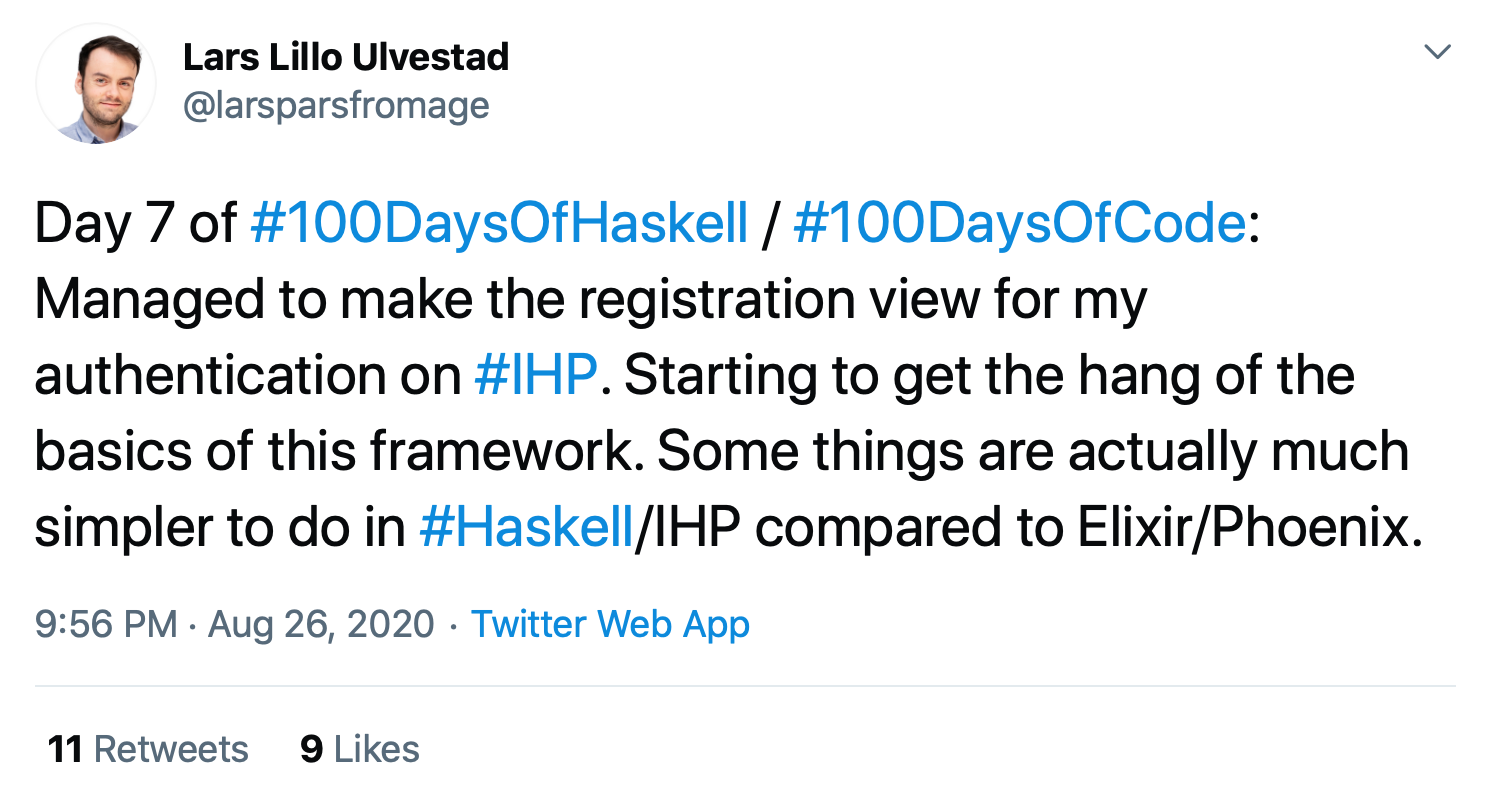 Lars Lillo Ulvestad
@larsparsfromage
Day 7 of #100DaysOfHaskell / #100DaysOfCode:
Managed to make the registration view for my
authentication on #IHP. Starting to get the hang of the
basics of this framework. Some things are actually much
simpler to do in #Haskell/IHP compared to Elixir/Phoenix.
9:56 PM · Aug 26, 2020 · Twitter Web App
11 Retweets 9 Likes